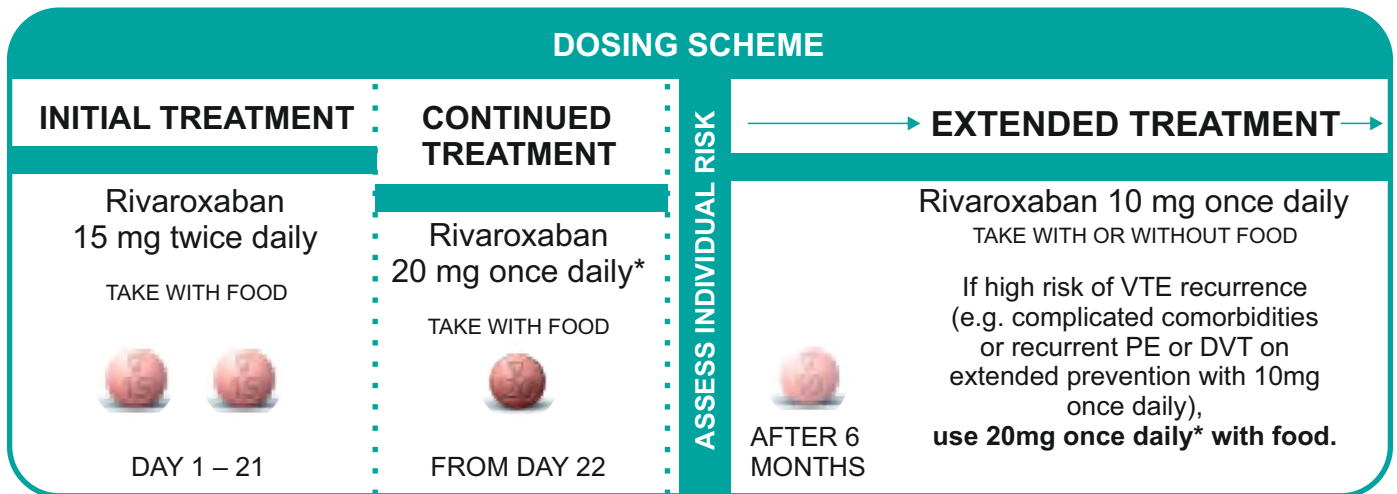 DOSING SCHEME
INITIAL TREATMENT
Rivaroxaban
15 mg twice daily
TAKE WITH FOOD
15
15
DAY 1 – 21
CONTINUED
TREATMENT
Rivaroxaban
20 mg once daily*
TAKE WITH FOOD
20
FROM DAY 22
ASSESS INDIVIDUAL RISK
EXTENDED TREATMENT
Rivaroxaban 10 mg once daily
TAKE WITH OR WITHOUT FOOD
If high risk of VTE recurrence
(e.g. complicated comorbidities
or recurrent PE or DVT on
extended prevention with 10mg
once daily),
use 20mg once daily* with food.
AFTER 6
MONTHS